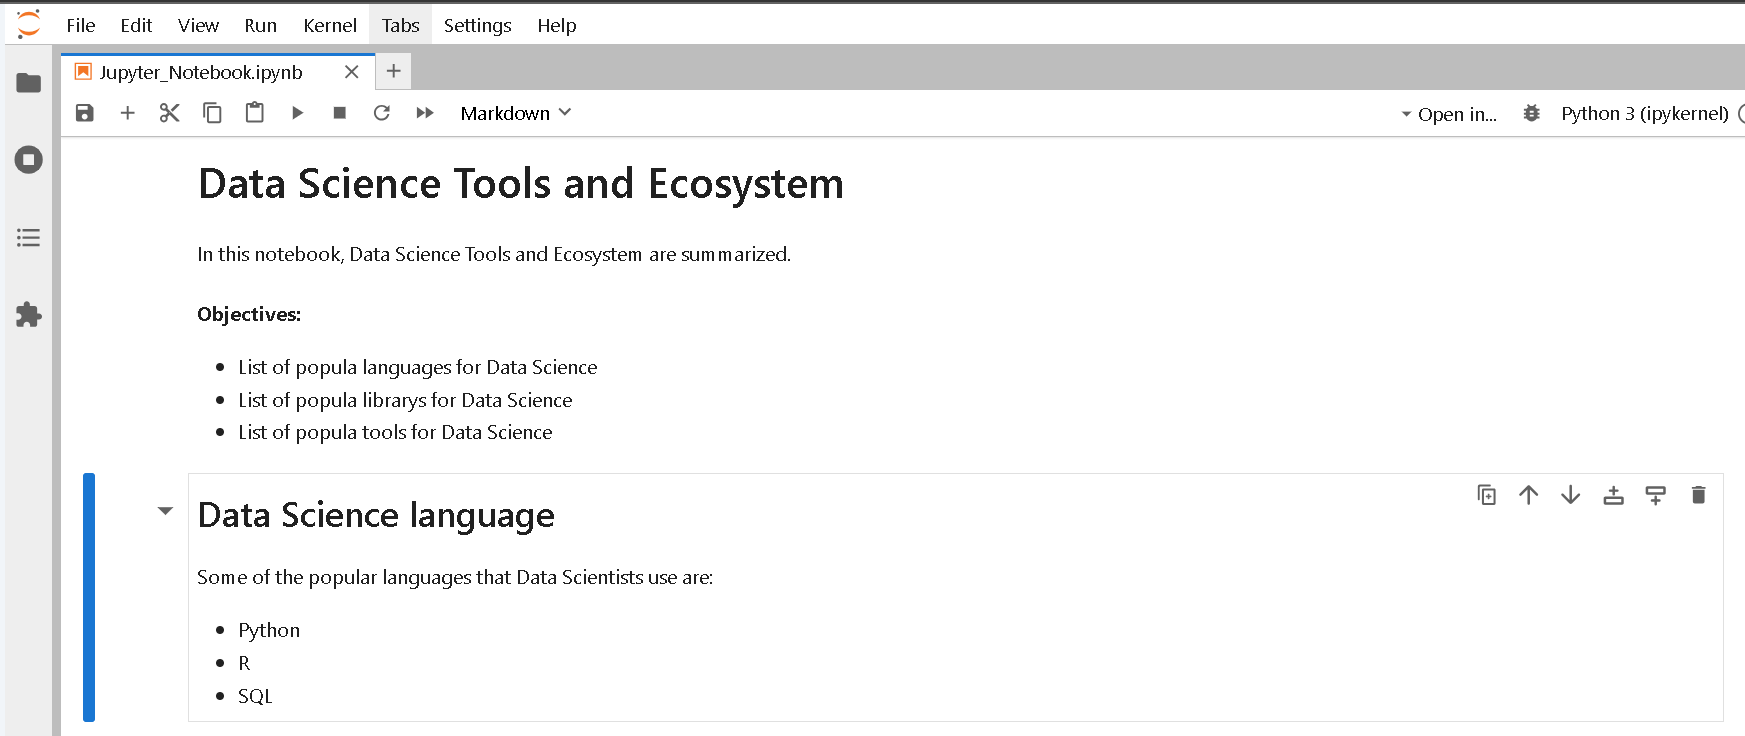 File Edit View Run Kernel Tabs Settings Help
Jupyter_Notebook.ipynb
Markdown Open in... Python 3 (ipykernel)
Data Science Tools and Ecosystem
In this notebook, Data Science Tools and Ecosystem are summarized.
Objectives:
List of popula languages for Data Science
List of popula librarys for Data Science
List of popula tools for Data Science
Data Science language
Some of the popular languages that Data Scientists use are:
Python
R
SQL